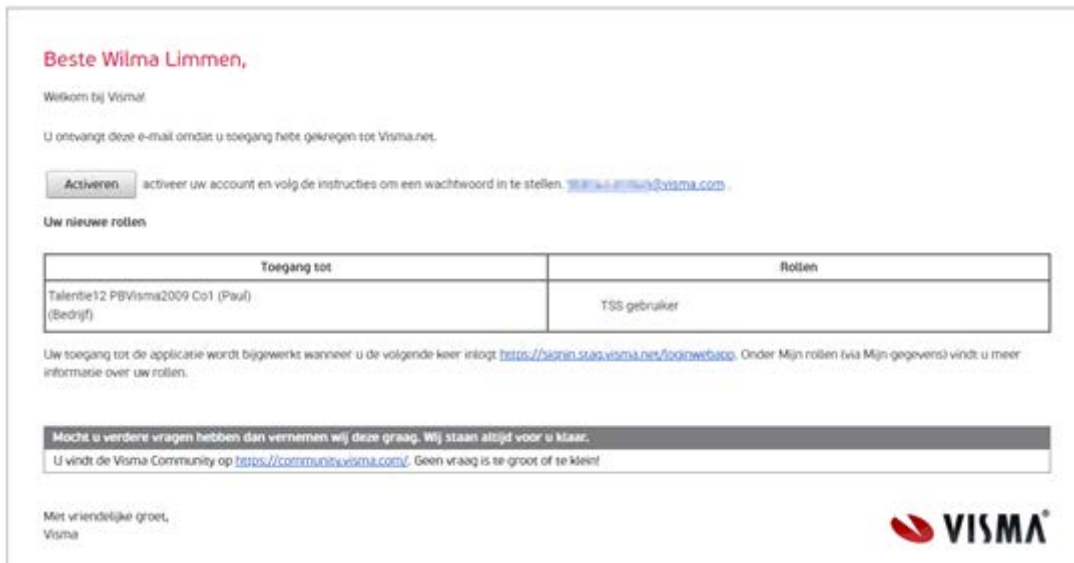 Beste Wilma Limmen,
Welkom bij Visma!
U ontvangt deze e-mail omdat u toegang hebt gekregen tot Visma.net.
Activeren activeer uw account en volg de instructies om een wachtwoord in te stellen. @visma.com .
Uw nieuwe rollen
Toegang tot Rollen
Talentie12 PBVisma2009 Co1 (Paul)
(Bedrijf)
TSS gebruiker
Uw toegang tot de applicatie wordt bijgewerkt wanneer u de volgende keer inlogt https://signin.stag.visma.net/loginwebapp. Onder Mijn rollen (via Mijn gegevens) vindt u meer
informatie over uw rollen.
Mocht u verdere vragen hebben dan vernemen wij deze graag. Wij staan altijd voor u klaar.
U vindt de Visma Community op https://community.visma.com/. Geen vraag is te groot of te klein!
Met vriendelijke groet,
Visma
VISMA®